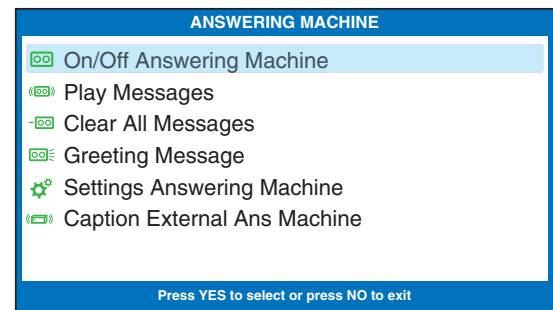 ANSWERING MACHINE
On/Off Answering Machine
Play Messages
Clear All Messages
Greeting Message
Settings Answering Machine
Caption External Ans Machine
Press YES to select or press NO to exit